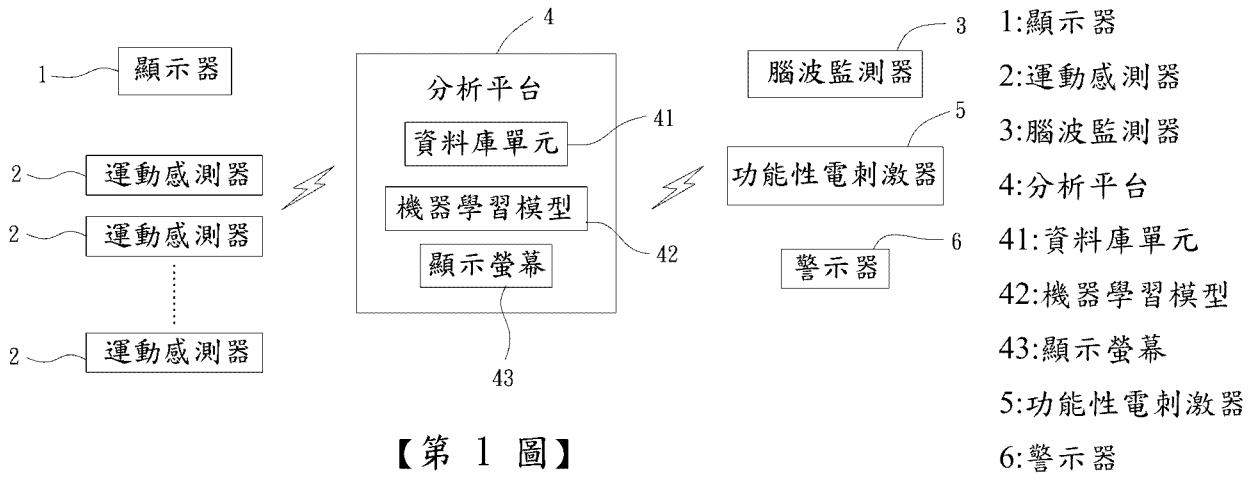 1
顯示器
2
運動感測器
2
運動感測器
2
運動感測器
4
分析平台
41
資料庫單元
機器學習模型
42
顯示螢幕
43
3
腦波監測器
5
功能性電刺激器
6
警示器
【第 1 圖】
1:顯示器
2:運動感測器
3:腦波監測器
4:分析平台
41:資料庫單元
42:機器學習模型
43:顯示螢幕
5:功能性電刺激器
6:警示器